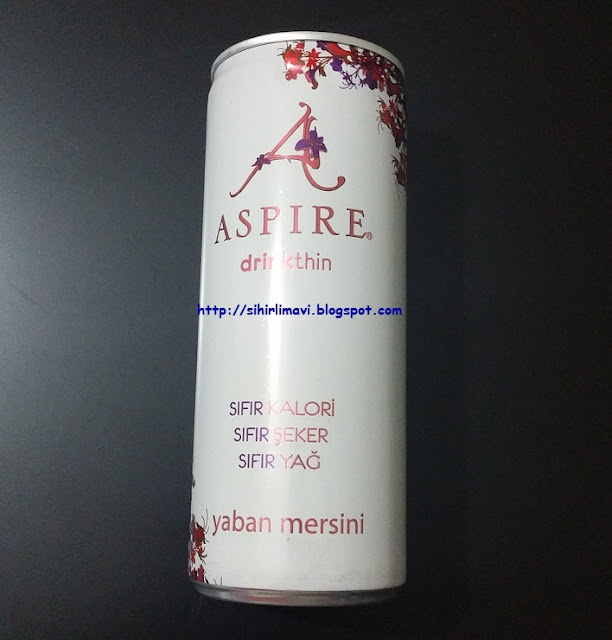 A
ASPIRE®
drinkthin
http://sihirlimavi.blogspot.com
SIFIR KALORİ
SIFIR ŞEKER
SIFIR YAĞ
yaban mersini